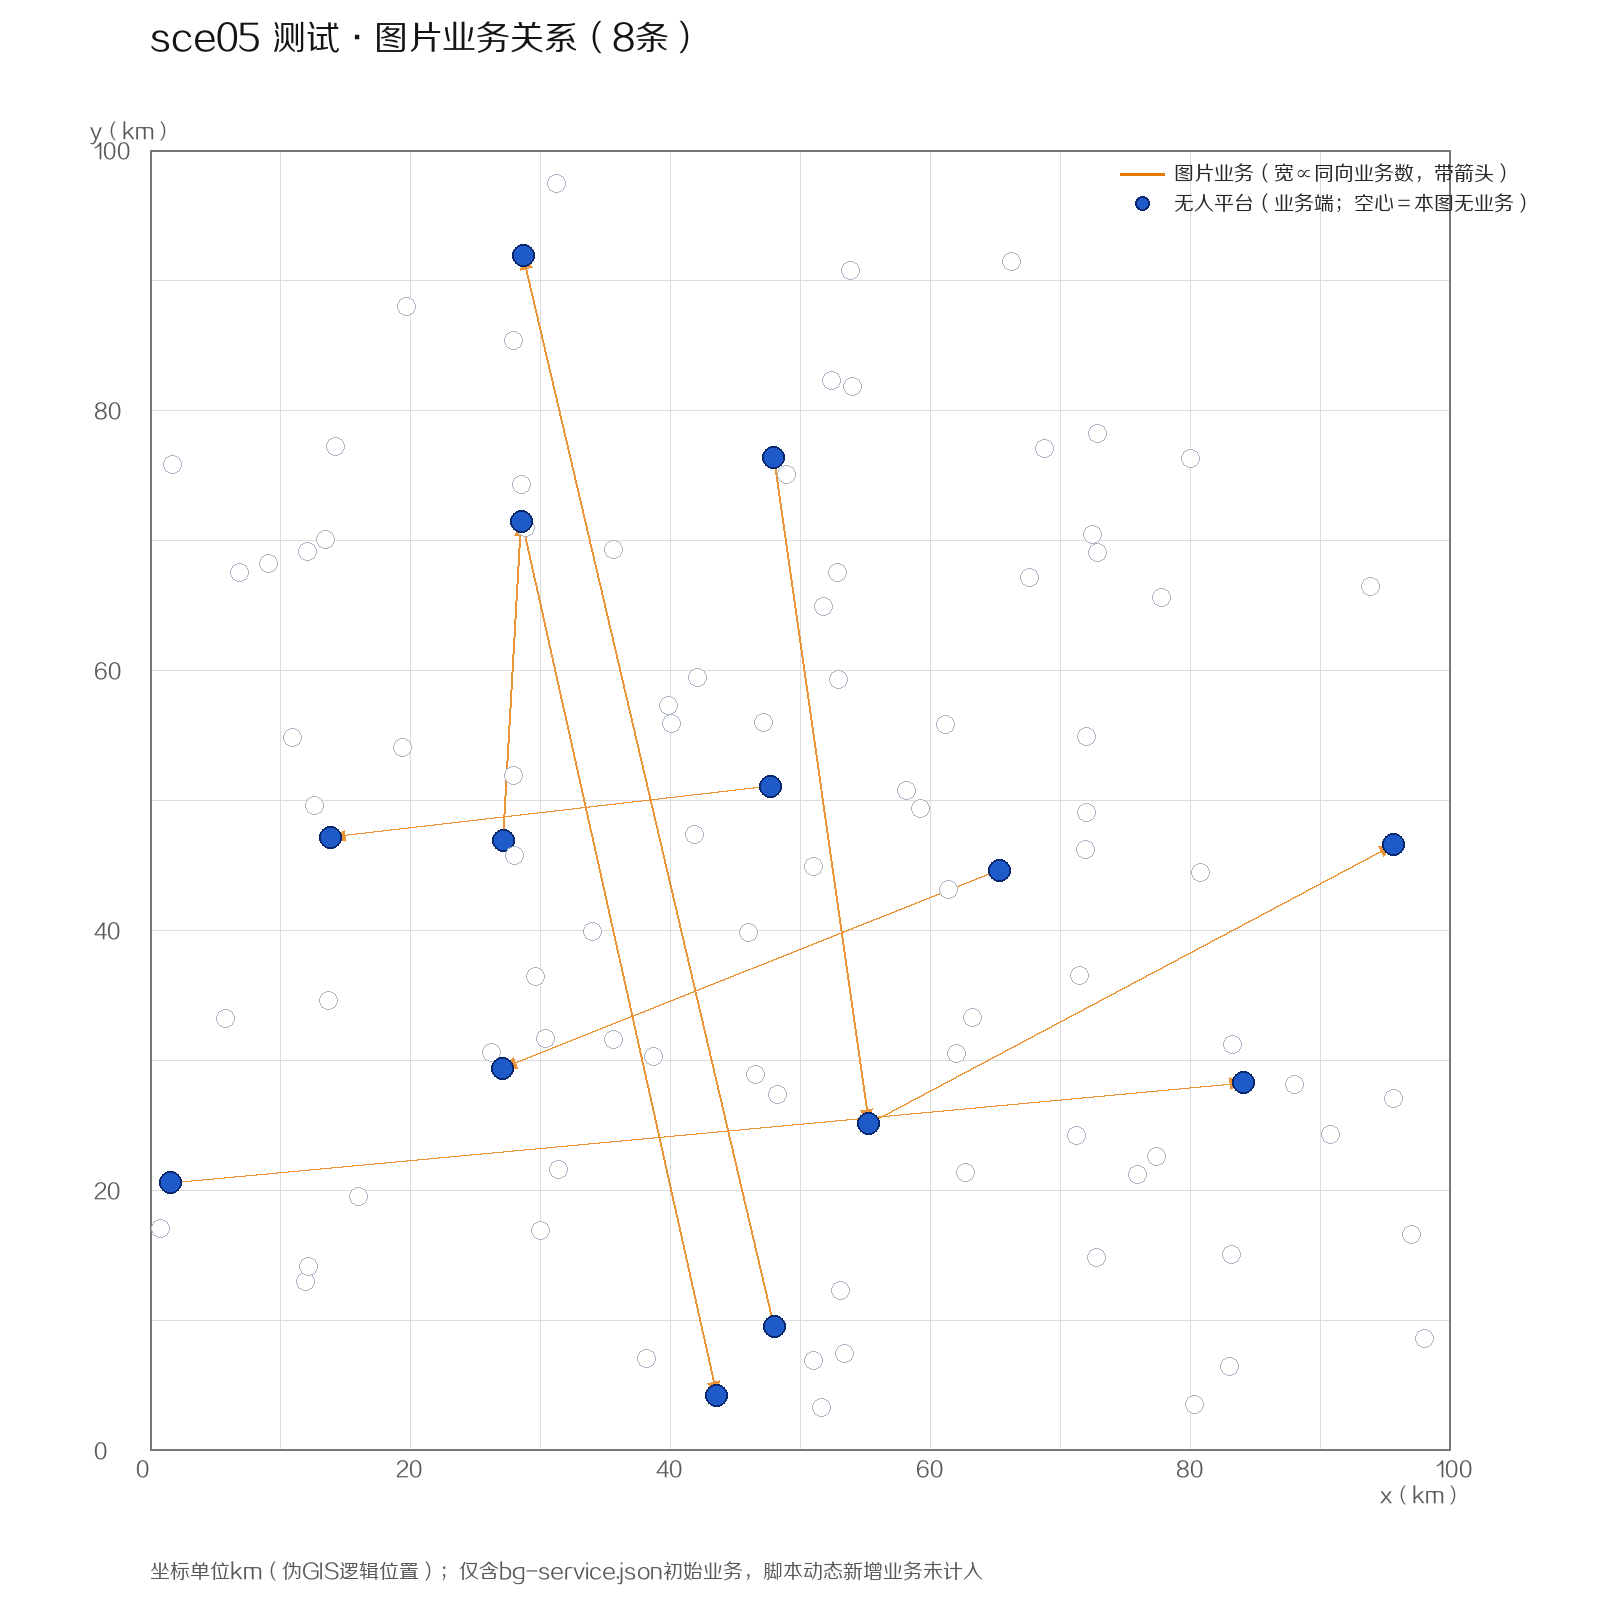 sce05 测试·图片业务关系（8条）
y（km）
100
图片业务（宽∝同向业务数，带箭头）
无人平台（业务端；空心＝本图无业务）
80
60
40
20
0
0 20 40 60 80 100
x（km）
坐标单位km（伪GIS逻辑位置）；仅含bg-service.json初始业务，脚本动态新增业务未计入